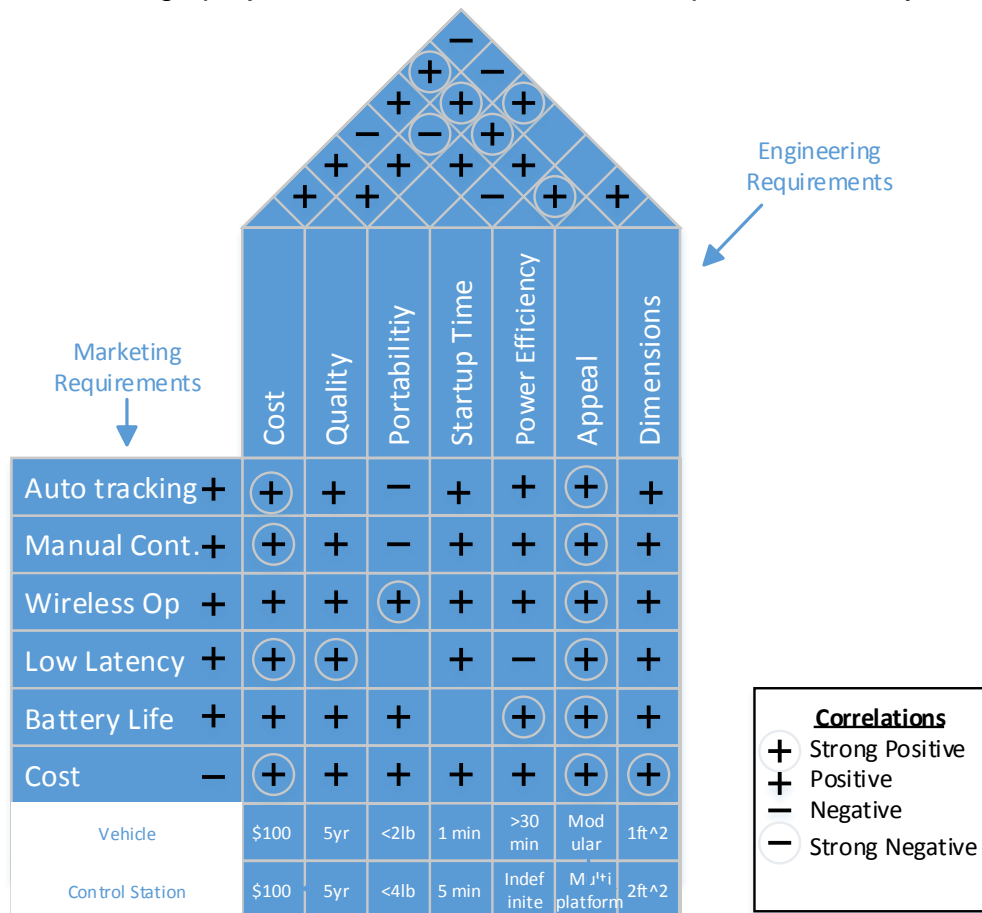 Engineering
Requirements
Marketing
Requirements
Cost
Quality
Portabilitiy
Startup Time
Power Efficiency
Appeal
Dimensions
Auto tracking + + + − + + + +
Manual Cont. + + + − + + + +
Wireless Op + + + + + + + +
Low Latency + + + + − + +
Battery Life + + + + + + +
Cost − + + + + + + +
Vehicle $100 5yr <2lb 1 min >30 min Mod ular 1ft^2
Control Station $100 5yr <4lb 5 min Indef inite Multi platform 2ft^2
Correlations
+ Strong Positive
+ Positive
− Negative
− Strong Negative